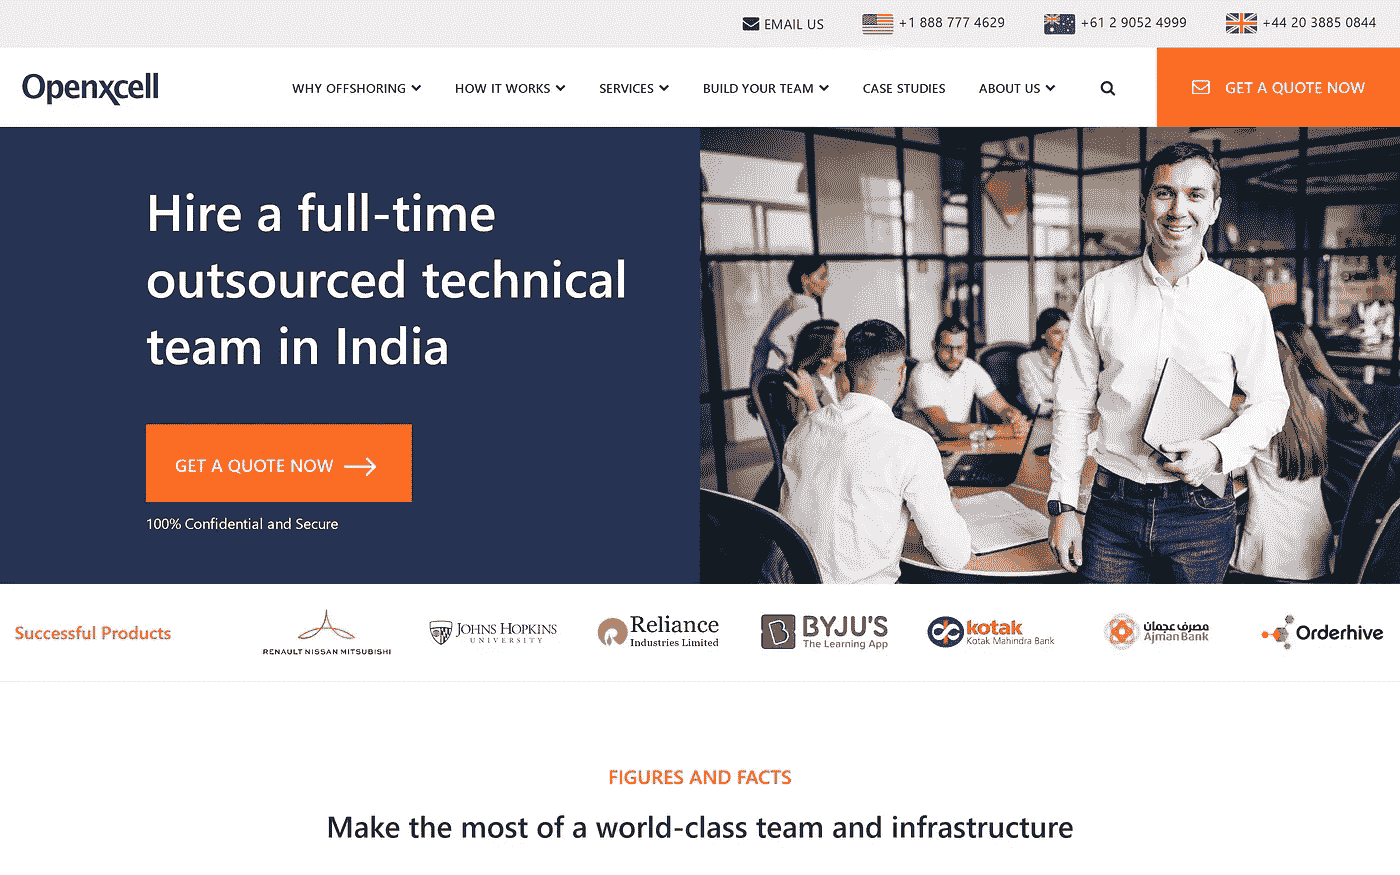 EMAIL US
+1 888 777 4629
+61 2 9052 4999
+44 20 3885 0844
Openxcell
WHY OFFSHORING
HOW IT WORKS
SERVICES
BUILD YOUR TEAM
CASE STUDIES
ABOUT US
GET A QUOTE NOW
Hire a full-time
outsourced technical
team in India
GET A QUOTE NOW
100% Confidential and Secure
Successful Products
RENAULT NISSAN MITSUBISHI
JOHNS HOPKINS
UNIVERSITY
Reliance
Industries Limited
BYJU'S
The Learning App
kotak
Kotak Mahindra Bank
مصرف عجمان
Ajman Bank
Orderhive
FIGURES AND FACTS
Make the most of a world-class team and infrastructure